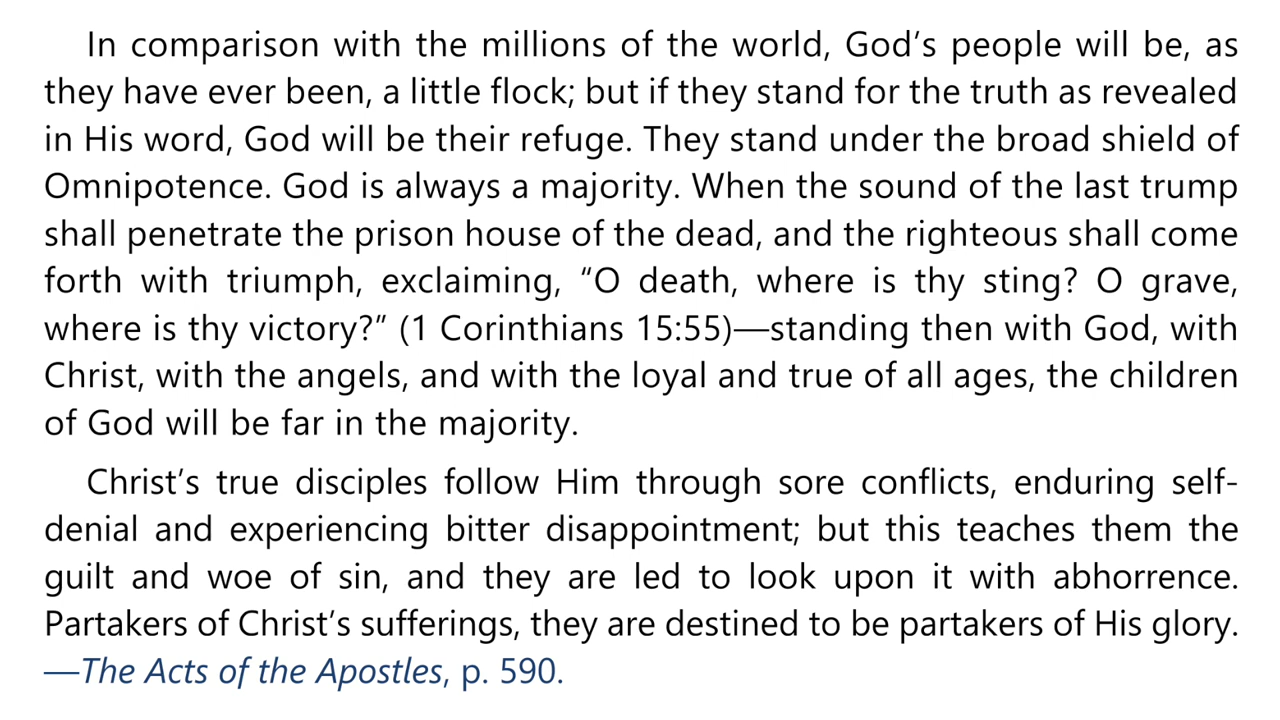 In comparison with the millions of the world, God’s people will be, as
they have ever been, a little flock; but if they stand for the truth as revealed
in His word, God will be their refuge. They stand under the broad shield of
Omnipotence. God is always a majority. When the sound of the last trump
shall penetrate the prison house of the dead, and the righteous shall come
forth with triumph, exclaiming, “O death, where is thy sting? O grave,
where is thy victory?” (1 Corinthians 15:55)—standing then with God, with
Christ, with the angels, and with the loyal and true of all ages, the children
of God will be far in the majority.
Christ’s true disciples follow Him through sore conflicts, enduring self-
denial and experiencing bitter disappointment; but this teaches them the
guilt and woe of sin, and they are led to look upon it with abhorrence.
Partakers of Christ’s sufferings, they are destined to be partakers of His glory.
—The Acts of the Apostles, p. 590.